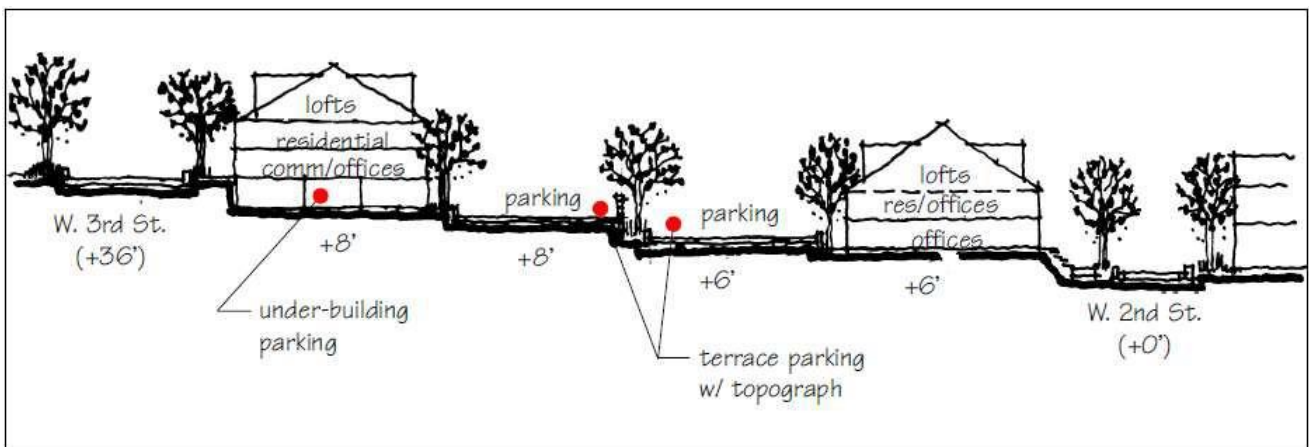 lofts
residential
comm/offices
W. 3rd St.
(+36’)
+8’
under-building
parking
parking
+8’
parking
+6’
terrace parking
w/ topograph
lofts
res/offices
offices
+6’
W. 2nd St.
(+0’)